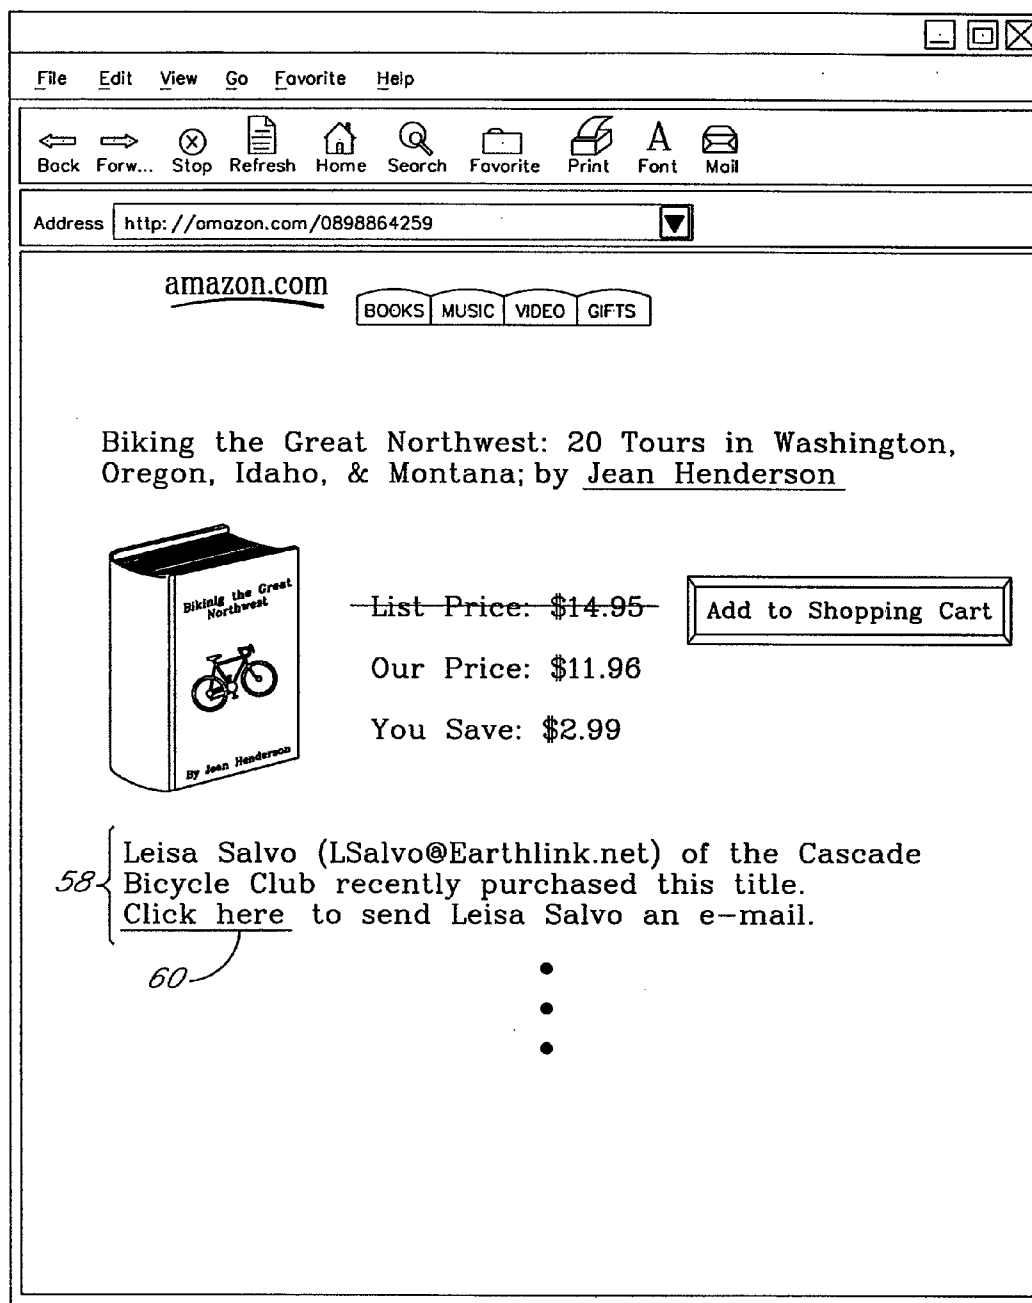 File Edit View Go Favorite Help
Back Forw... Stop Refresh Home Search Favorite Print Font Mail
Address http://amazon.com/0898864259
amazon.com
BOOKS MUSIC VIDEO GIFTS
Biking the Great Northwest: 20 Tours in Washington,
Oregon, Idaho, & Montana; by Jean Henderson
Bikinig the Great
Northwest
By Jean Henderson
List Price: $14.95
Our Price: $11.96
You Save: $2.99
Add to Shopping Cart
58
Leisa Salvo (LSalvo@Earthlink.net) of the Cascade
Bicycle Club recently purchased this title.
Click here to send Leisa Salvo an e-mail.
60